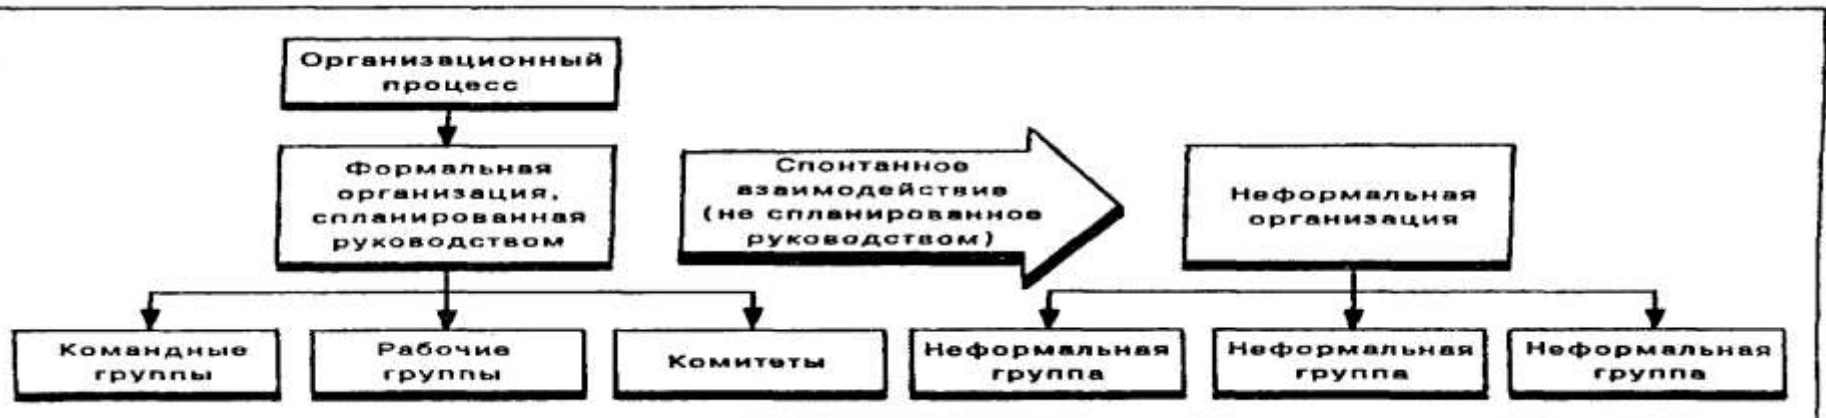 Организационный
процесс
Формальная
организация,
спланированная
руководством
Спонтанное
взаимодействие
(не спланированное
руководством)
Неформальная
организация
Командные
группы
Рабочие
группы
Комитеты
Неформальная
группа
Неформальная
группа
Неформальная
группа